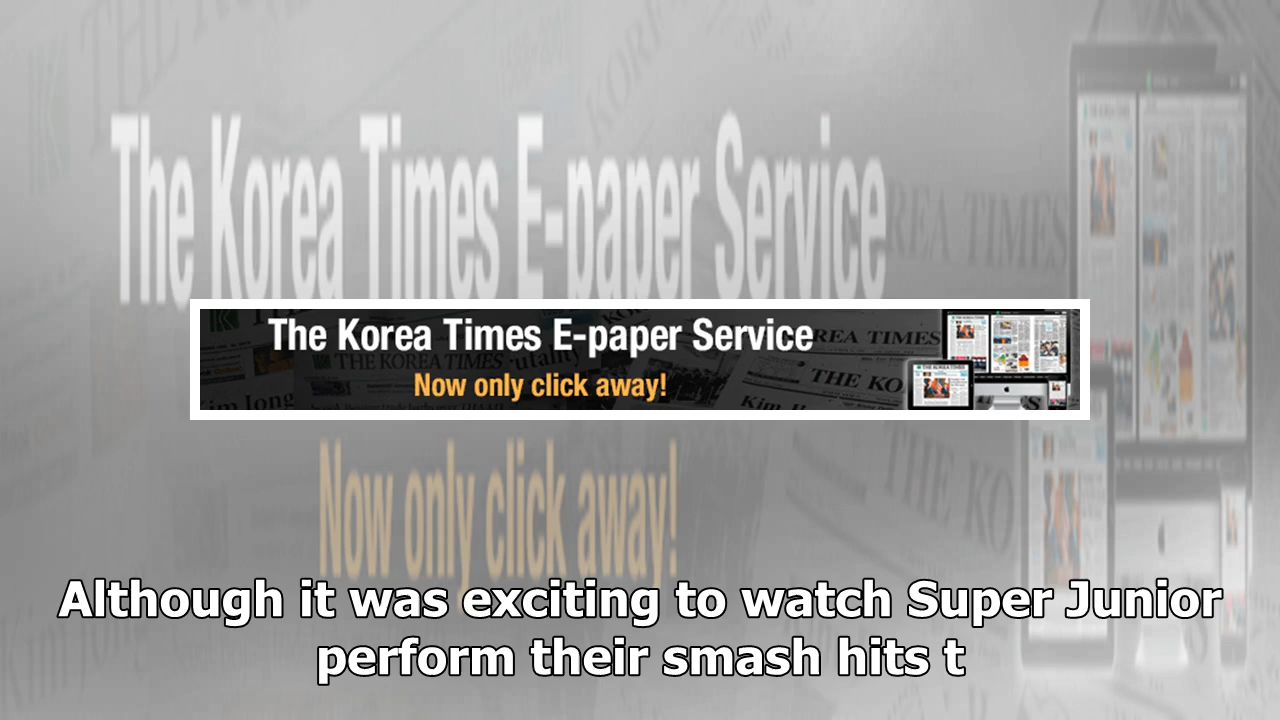 The Korea Times E-paper Service
The Korea Times E-paper Service
Now only click away!
Now only click away!
Although it was exciting to watch Super Junior
perform their smash hits t